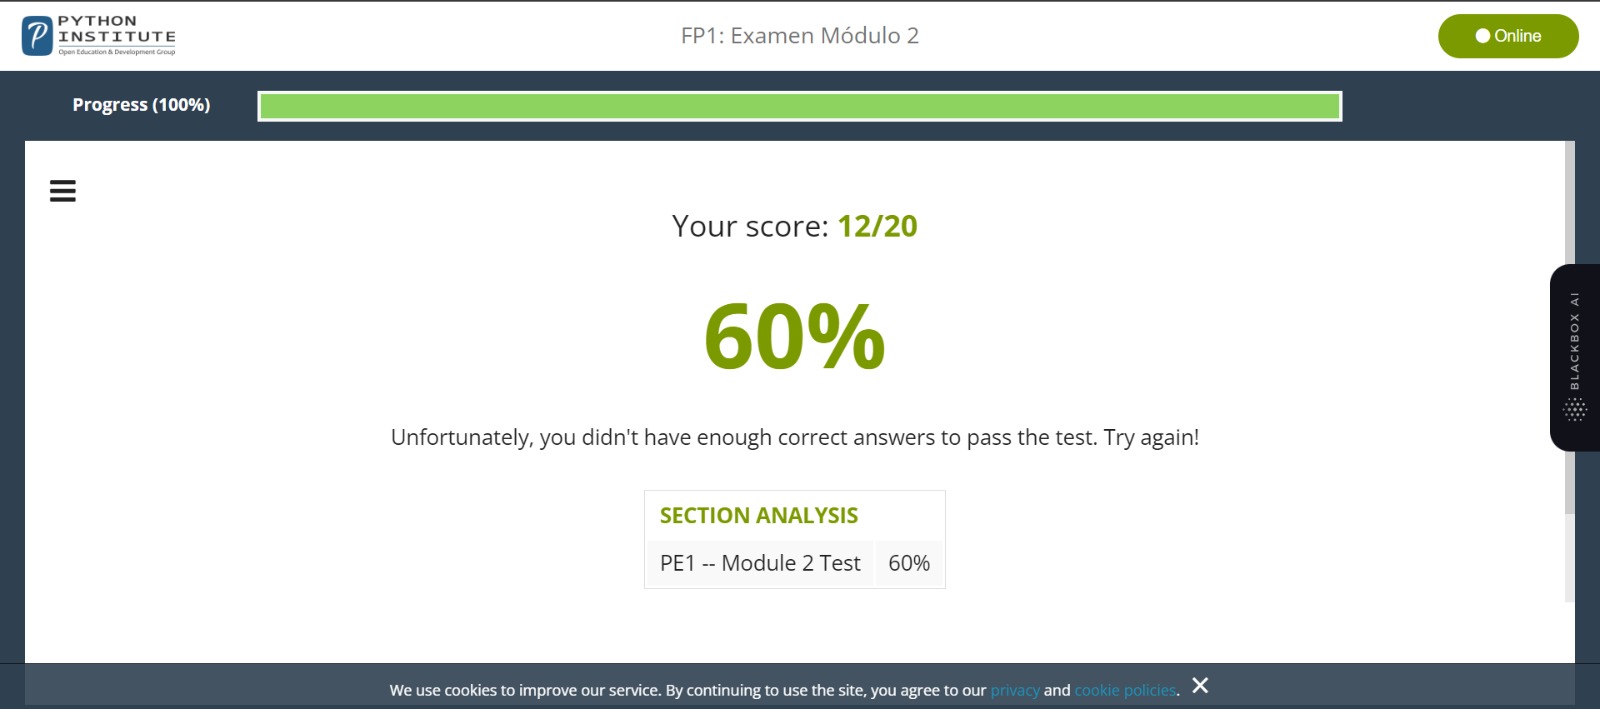 PYTHON
INSTITUTE
Open Education & Development Group
FP1: Examen Módulo 2
Online
Progress (100%)
Your score: 12/20
60%
Unfortunately, you didn't have enough correct answers to pass the test. Try again!
SECTION ANALYSIS
PE1 -- Module 2 Test 60%
BLACKBOX AI
We use cookies to improve our service. By continuing to use the site, you agree to our privacy and cookie policies.